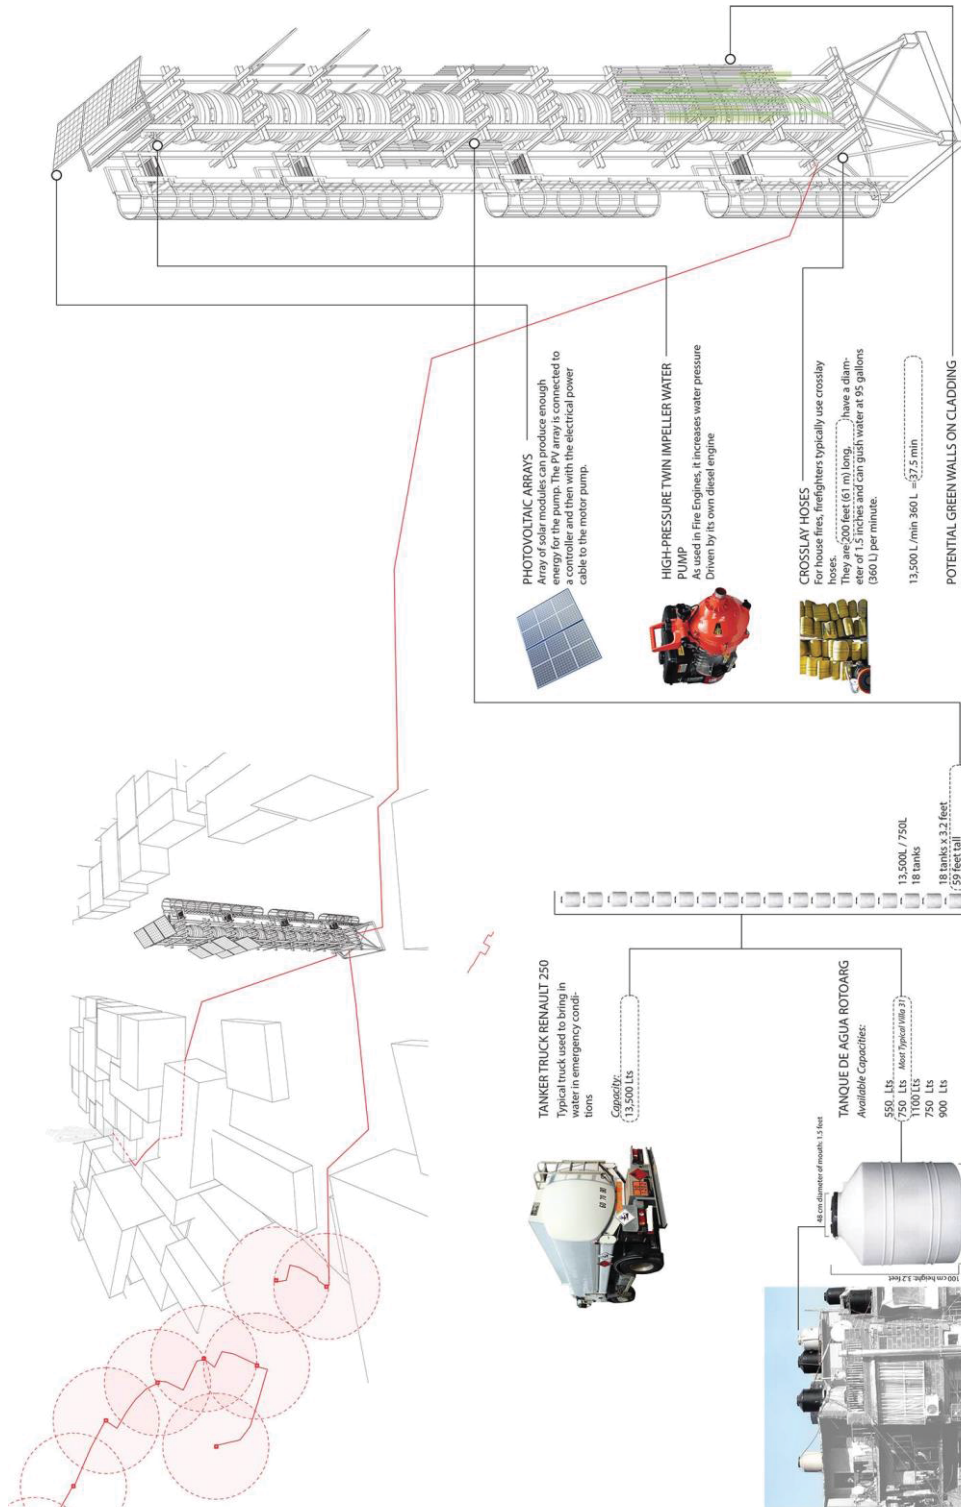 TANKER TRUCK RENAULT 250
Typical truck used to bring in
water in emergency condi-
tions
Capacity:
13,500 Lts
TANQUE DE AGUA ROTOARG
Available Capacities:
550 Lts
750 Lts Most Typical Villa 31
1100 Lts
750 Lts
900 Lts
48 cm diameter of mouth: 1.5 feet
100 cm height: 3.2 feet
13,500L / 750L
18 tanks
18 tanks x 3.2 feet
59 feet tall
PHOTOVOLTAIC ARRAYS
Array of solar modules can produce enough
energy for the pump. The PV array is connected to
a controller and then with the electrical power
cable to the motor pump.
HIGH-PRESSURE TWIN IMPELLER WATER
PUMP
As used in Fire Engines, it increases water pressure
Driven by its own diesel engine
CROSSLAY HOSES
For house fires, firefighters typically use crosslay
hoses.
They are 200 feet (61 m) long, have a diam-
eter of 1.5 inches and can gush water at 95 gallons
(360 L) per minute.
13,500 L /min 360 L = 37.5 min
POTENTIAL GREEN WALLS ON CLADDING